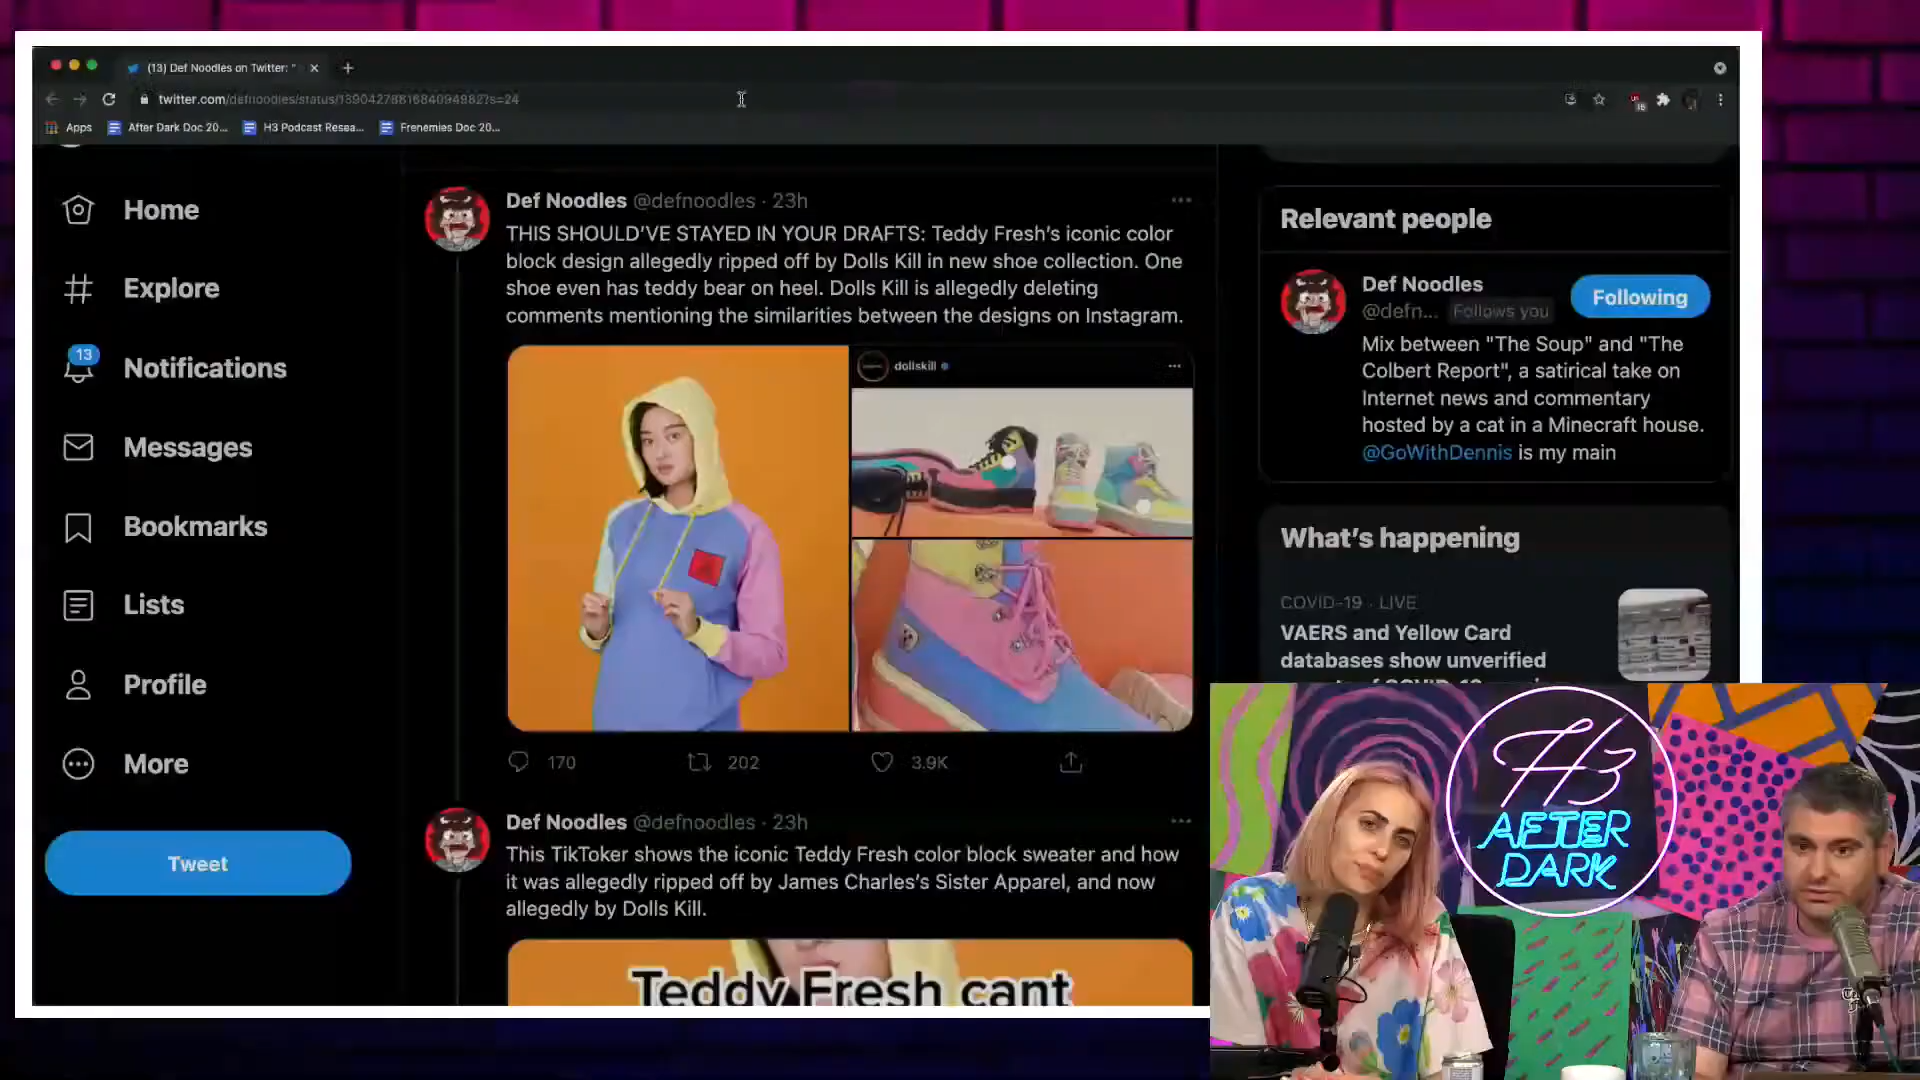 (13) Def Noodles on Twitter: "
twitter.com/defnoodles/status/1390427881684094982?s=24
Apps
After Dark Doc 20...
H3 Podcast Resea...
Frenemies Doc 20...
Home
Explore
13
Notifications
Messages
Bookmarks
Lists
Profile
More
Tweet
Def Noodles @defnoodles · 23h
THIS SHOULD'VE STAYED IN YOUR DRAFTS: Teddy Fresh's iconic color
block design allegedly ripped off by Dolls Kill in new shoe collection. One
shoe even has teddy bear on heel. Dolls Kill is allegedly deleting
comments mentioning the similarities between the designs on Instagram.
dollskill
170
202
3.9K
Def Noodles @defnoodles · 23h
This TikToker shows the iconic Teddy Fresh color block sweater and how
it was allegedly ripped off by James Charles's Sister Apparel, and now
allegedly by Dolls Kill.
Teddy Fresh cant
Relevant people
Def Noodles
@defn... Follows you
Following
Mix between "The Soup" and "The
Colbert Report", a satirical take on
Internet news and commentary
hosted by a cat in a Minecraft house.
@GoWithDennis is my main
What's happening
COVID-19 · LIVE
VAERS and Yellow Card
databases show unverified
H3
AFTER
DARK